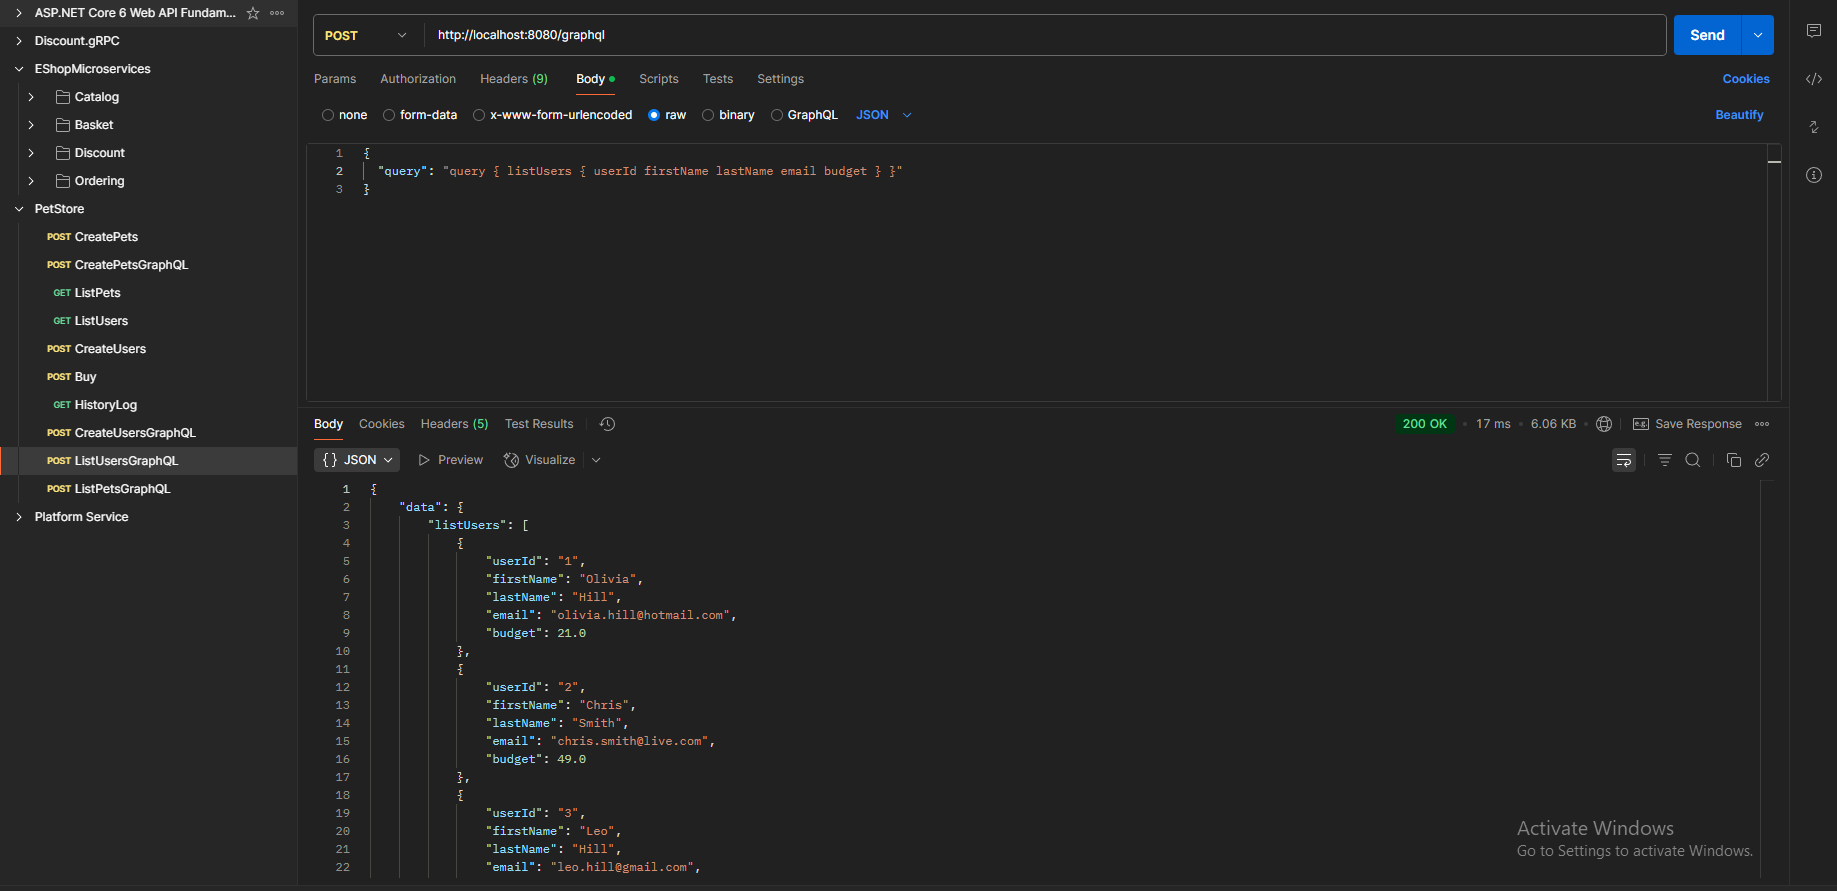 ASP.NET Core 6 Web API Fundam...
Discount.gRPC
EShopMicroservices
Catalog
Basket
Discount
Ordering
PetStore
POST CreatePets
POST CreatePetsGraphQL
GET ListPets
GET ListUsers
POST CreateUsers
POST Buy
GET HistoryLog
POST CreateUsersGraphQL
POST ListUsersGraphQL
POST ListPetsGraphQL
Platform Service
POST http://localhost:8080/graphql Send
Params Authorization Headers (9) Body Scripts Tests Settings Cookies
none form-data x-www-form-urlencoded raw binary GraphQL JSON Beautify
1 {
2 "query": "query { listUsers { userId firstName lastName email budget } }"
3 }
Body Cookies Headers (5) Test Results 200 OK 17 ms 6.06 KB e.g. Save Response
{} JSON Preview Visualize
1 {
2 "data": {
3 "listUsers": [
4 {
5 "userId": "1",
6 "firstName": "Olivia",
7 "lastName": "Hill",
8 "email": "olivia.hill@hotmail.com",
9 "budget": 21.0
10 },
11 {
12 "userId": "2",
13 "firstName": "Chris",
14 "lastName": "Smith",
15 "email": "chris.smith@live.com",
16 "budget": 49.0
17 },
18 {
19 "userId": "3",
20 "firstName": "Leo",
21 "lastName": "Hill",
22 "email": "leo.hill@gmail.com",
Activate Windows
Go to Settings to activate Windows.